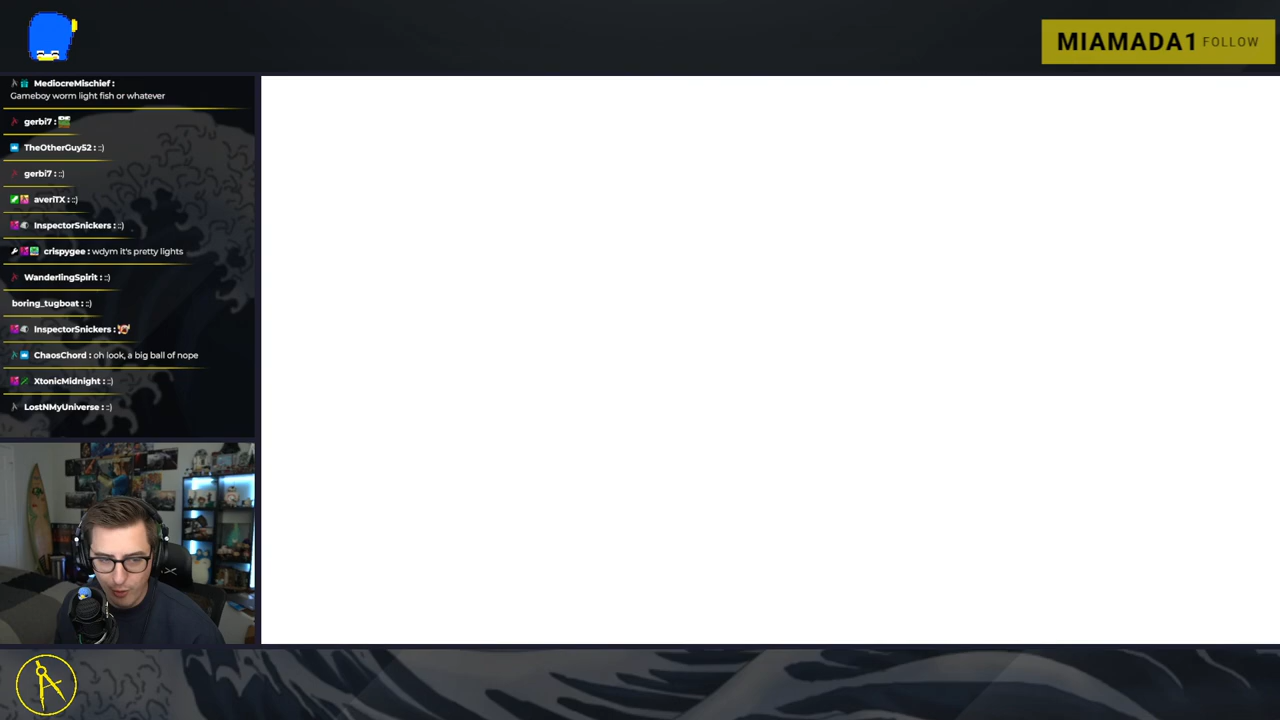 MIAMADA1 FOLLOW
MediocreMischief :
Gameboy worm light fish or whatever
gerbi7 :
TheOtherGuy52 : :)
gerbi7 : :)
averiTX : :)
InspectorSnickers : :)
crispygee : wdym it's pretty lights
WanderlingSpirit : :)
boring_tugboat : :)
InspectorSnickers :
ChaosChord : oh look, a big ball of nope
XtonicMidnight : :)
LostNMyUniverse : :)